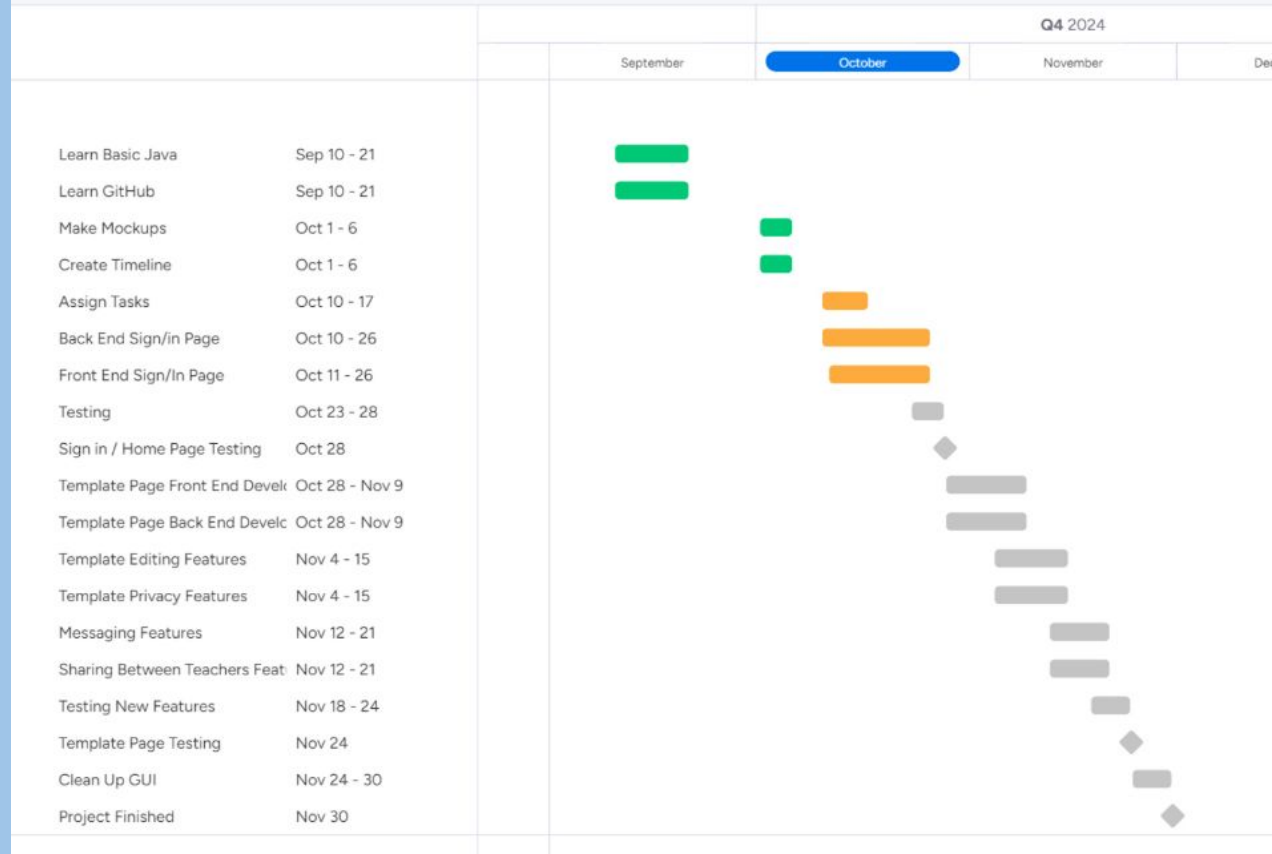 Q4 2024
September October November Dec
Learn Basic Java Sep 10 - 21
Learn GitHub Sep 10 - 21
Make Mockups Oct 1 - 6
Create Timeline Oct 1 - 6
Assign Tasks Oct 10 - 17
Back End Sign/in Page Oct 10 - 26
Front End Sign/In Page Oct 11 - 26
Testing Oct 23 - 28
Sign in / Home Page Testing Oct 28
Template Page Front End Devel Oct 28 - Nov 9
Template Page Back End Devel Oct 28 - Nov 9
Template Editing Features Nov 4 - 15
Template Privacy Features Nov 4 - 15
Messaging Features Nov 12 - 21
Sharing Between Teachers Feat Nov 12 - 21
Testing New Features Nov 18 - 24
Template Page Testing Nov 24
Clean Up GUI Nov 24 - 30
Project Finished Nov 30